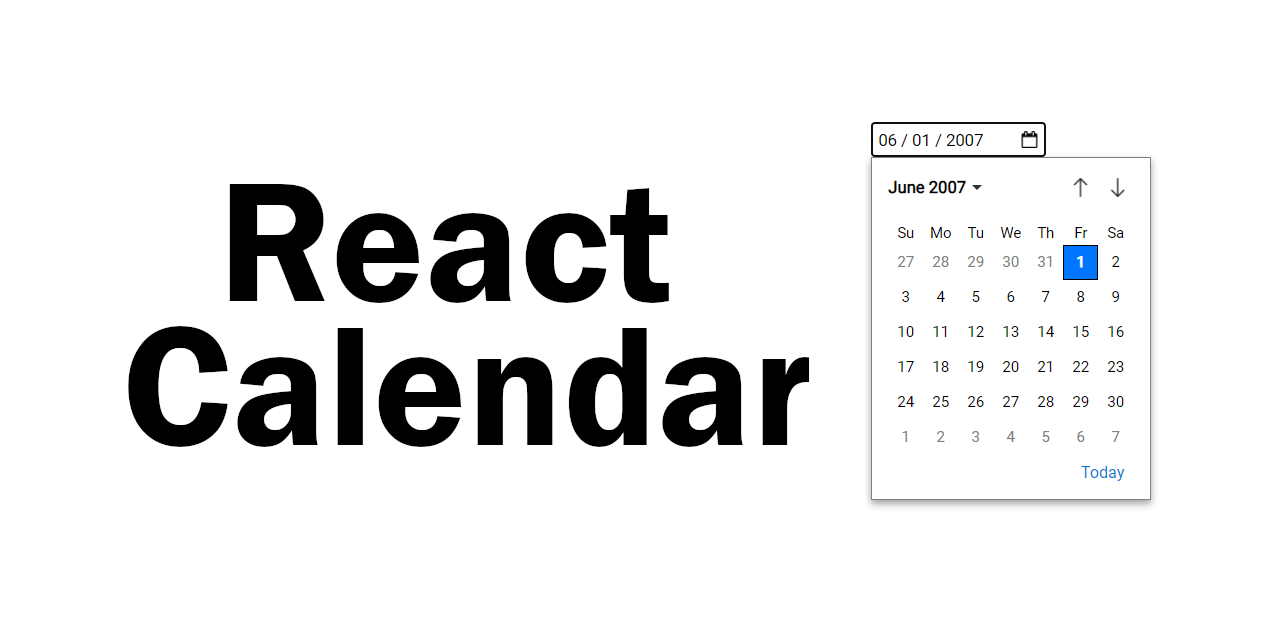 React
Calendar
06 / 01 / 2007
June 2007
Su Mo Tu We Th Fr Sa
27 28 29 30 31 1 2
3 4 5 6 7 8 9
10 11 12 13 14 15 16
17 18 19 20 21 22 23
24 25 26 27 28 29 30
1 2 3 4 5 6 7
Today